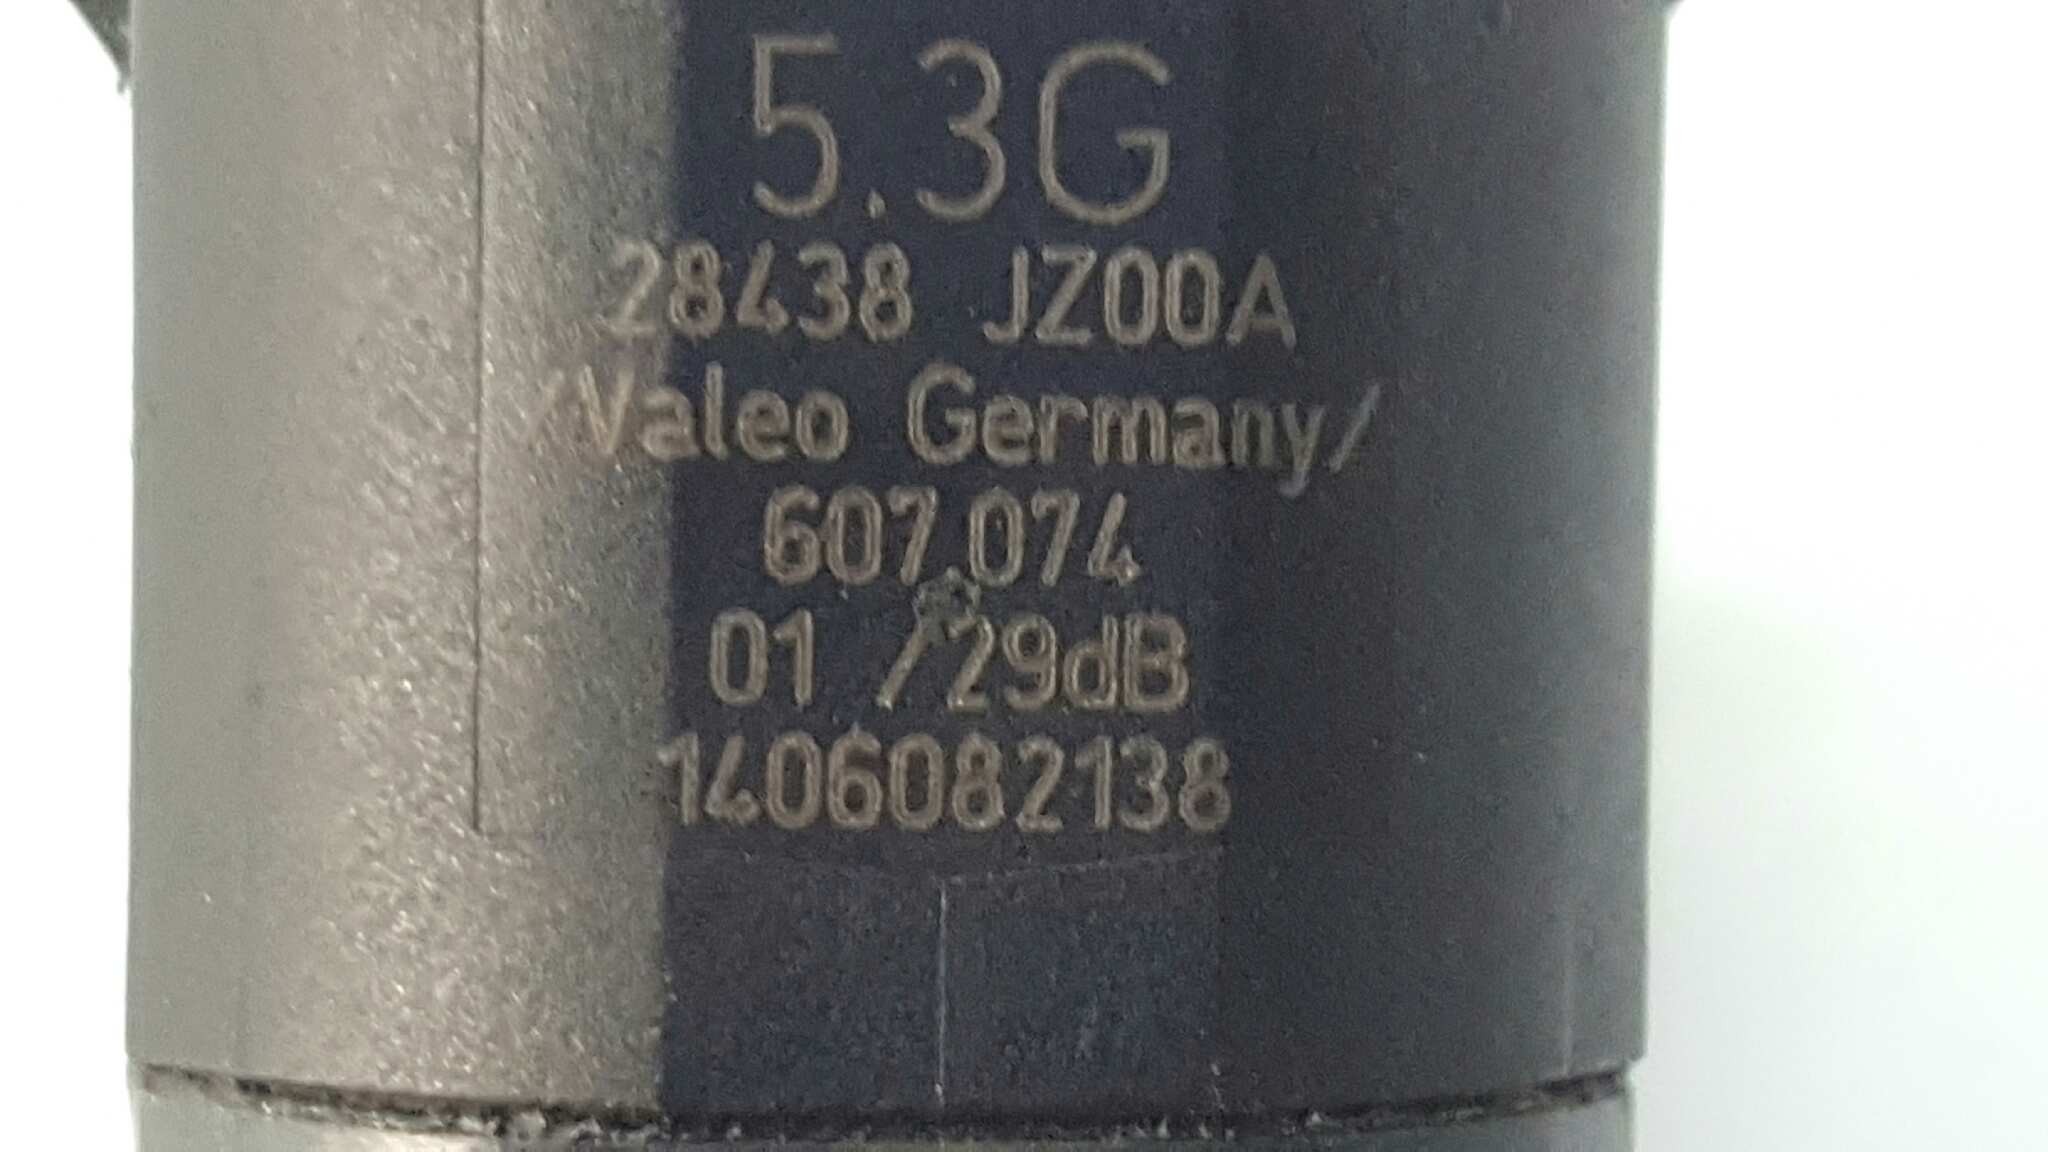 5.3G
28438 JZ00A
/Valeo Germany/
607.074
01 /29dB
1406082138